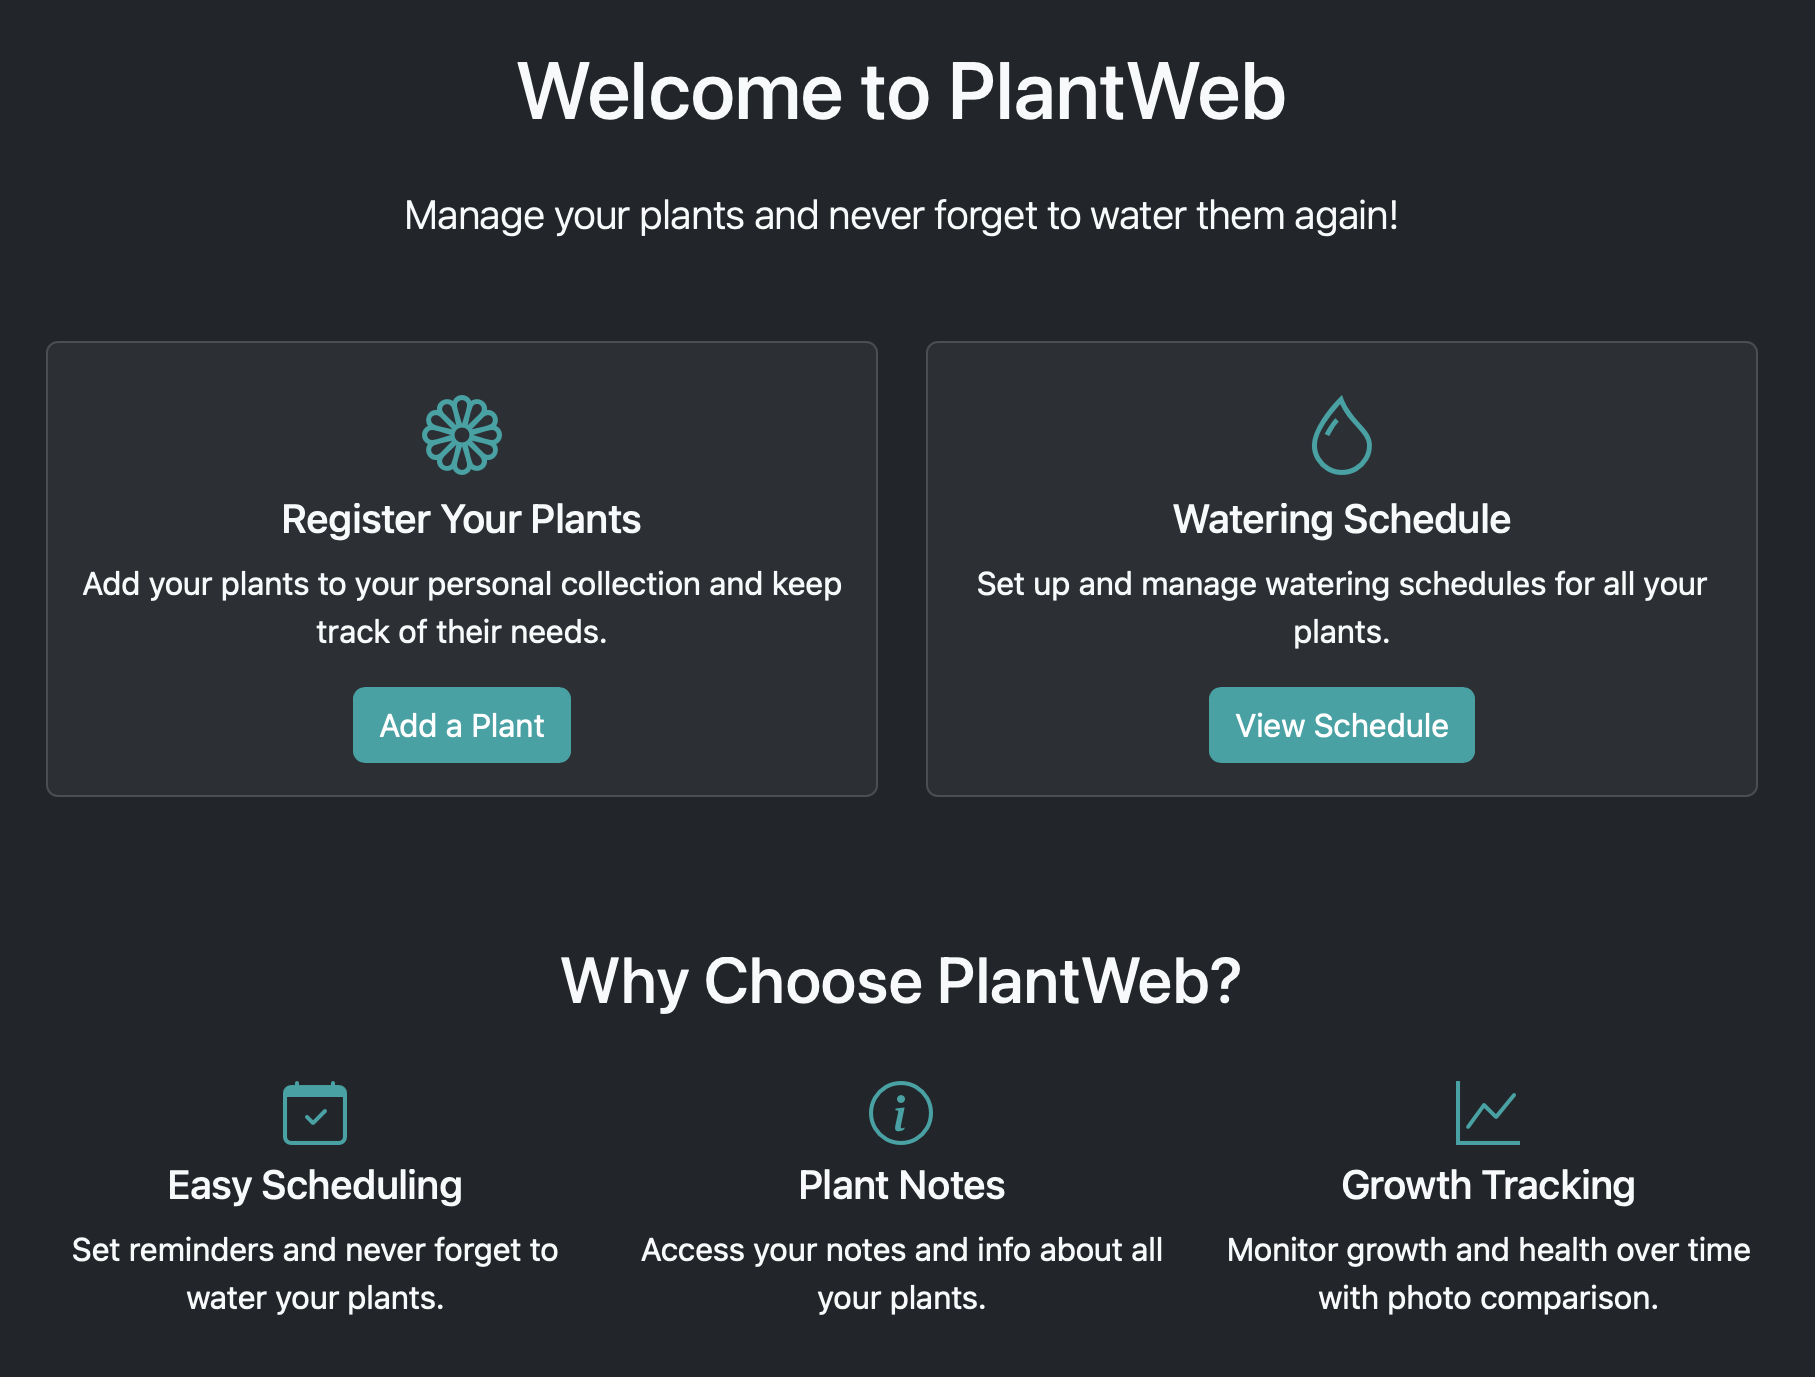 Welcome to PlantWeb
Manage your plants and never forget to water them again!
Register Your Plants
Add your plants to your personal collection and keep
track of their needs.
Add a Plant
Watering Schedule
Set up and manage watering schedules for all your
plants.
View Schedule
Why Choose PlantWeb?
Easy Scheduling
Set reminders and never forget to
water your plants.
Plant Notes
Access your notes and info about all
your plants.
Growth Tracking
Monitor growth and health over time
with photo comparison.